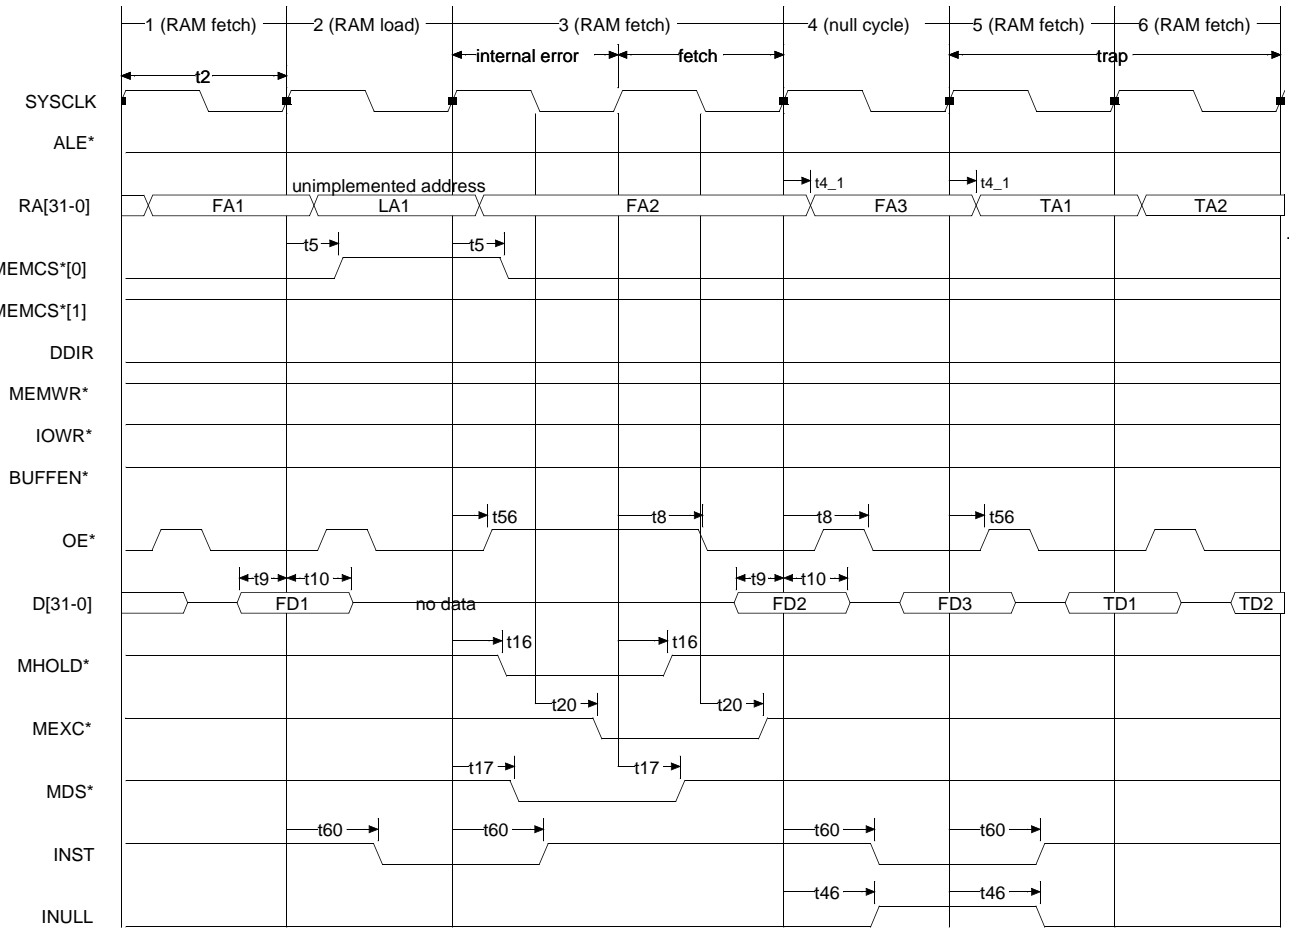 1 (RAM fetch) 2 (RAM load) 3 (RAM fetch) 4 (null cycle) 5 (RAM fetch) 6 (RAM fetch)
internal error fetch trap
t2
SYSCLK
ALE*
unimplemented address t4_1 t4_1
RA[31-0] FA1 LA1 FA2 FA3 TA1 TA2
t5 t5
MEMCS*[0]
MEMCS*[1]
DDIR
MEMWR*
IOWR*
BUFFEN*
t56 t8 t8 t56
OE*
t9 t10 t9 t10
D[31-0] FD1 no data FD2 FD3 TD1 TD2
t16 t16
MHOLD*
t20 t20
MEXC*
t17 t17
MDS*
t60 t60 t60 t60
INST
t46 t46
INULL